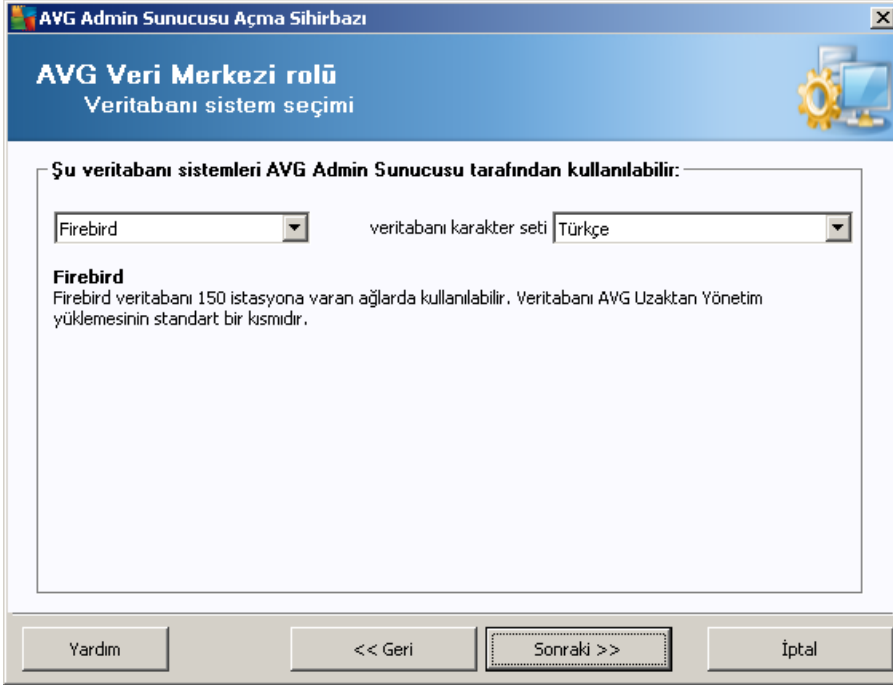 AVG Admin Sunucusu Açma Sihirbazı
AVG Veri Merkezi rolü
Veritabanı sistem seçimi
Şu veritabanı sistemleri AVG Admin Sunucusu tarafından kullanılabilir:
Firebird veritabanı karakter seti Türkçe
Firebird
Firebird veritabanı 150 istasyona varan ağlarda kullanılabilir. Veritabanı AVG Uzaktan Yönetim
yüklemesinin standart bir kısmıdır.
Yardım << Geri Sonraki >> İptal